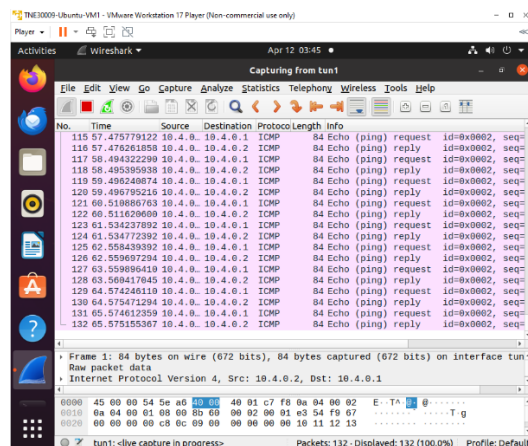 TNE30009-Ubuntu-VM1 - VMware Workstation 17 Player (Non-commercial use only)
Player
Activities Wireshark Apr 12 03:45
Capturing from tun1
File Edit View Go Capture Analyze Statistics Telephony Wireless Tools Help
No. Time Source Destination Protocol Length Info
115 57.475779122 10.4.0… 10.4.0.1 ICMP 84 Echo (ping) request id=0x0002, seq=
116 57.476261858 10.4.0… 10.4.0.2 ICMP 84 Echo (ping) reply id=0x0002, seq=
117 58.494322290 10.4.0… 10.4.0.1 ICMP 84 Echo (ping) request id=0x0002, seq=
118 58.495395938 10.4.0… 10.4.0.2 ICMP 84 Echo (ping) reply id=0x0002, seq=
119 59.496240874 10.4.0… 10.4.0.1 ICMP 84 Echo (ping) request id=0x0002, seq=
120 59.496795216 10.4.0… 10.4.0.2 ICMP 84 Echo (ping) reply id=0x0002, seq=
121 60.510886763 10.4.0… 10.4.0.1 ICMP 84 Echo (ping) request id=0x0002, seq=
122 60.511620600 10.4.0… 10.4.0.2 ICMP 84 Echo (ping) reply id=0x0002, seq=
123 61.534237892 10.4.0… 10.4.0.1 ICMP 84 Echo (ping) request id=0x0002, seq=
124 61.534772392 10.4.0… 10.4.0.2 ICMP 84 Echo (ping) reply id=0x0002, seq=
125 62.558439392 10.4.0… 10.4.0.1 ICMP 84 Echo (ping) request id=0x0002, seq=
126 62.559697294 10.4.0… 10.4.0.2 ICMP 84 Echo (ping) reply id=0x0002, seq=
127 63.559896410 10.4.0… 10.4.0.1 ICMP 84 Echo (ping) request id=0x0002, seq=
128 63.560417045 10.4.0… 10.4.0.2 ICMP 84 Echo (ping) reply id=0x0002, seq=
129 64.574246110 10.4.0… 10.4.0.1 ICMP 84 Echo (ping) request id=0x0002, seq=
130 64.575471294 10.4.0… 10.4.0.2 ICMP 84 Echo (ping) reply id=0x0002, seq=
131 65.574612359 10.4.0… 10.4.0.1 ICMP 84 Echo (ping) request id=0x0002, seq=
132 65.575155367 10.4.0… 10.4.0.2 ICMP 84 Echo (ping) reply id=0x0002, seq=
Frame 1: 84 bytes on wire (672 bits), 84 bytes captured (672 bits) on interface tun
Raw packet data
Internet Protocol Version 4, Src: 10.4.0.2, Dst: 10.4.0.1
0000 45 00 00 54 5e a6 40 00 40 01 c7 f8 0a 04 00 02 E··T^·@·@·······
0010 0a 04 00 01 08 00 8b 60 00 02 00 01 e3 54 f9 67 ·······` ·····T·g
0020 00 00 00 00 c8 0c 09 00 00 00 00 00 10 11 12 13
tun1: <live capture in progress> Packets: 132 · Displayed: 132 (100.0%) Profile: Defau